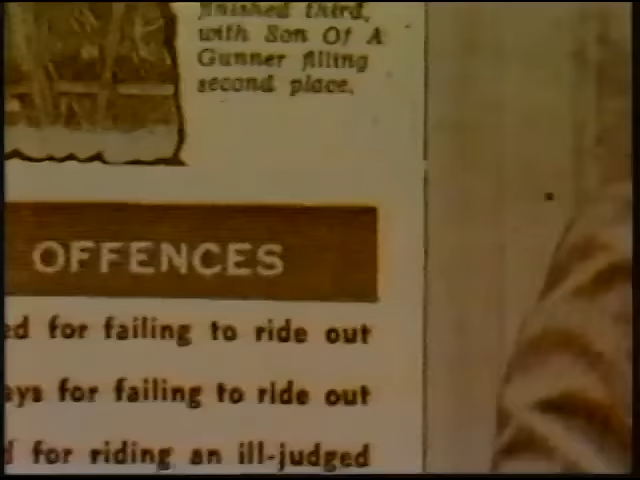 finished third,
with Son Of A
Gunner filling
second place.
OFFENCES
for failing to ride out
for failing to ride out
for riding an ill-judged